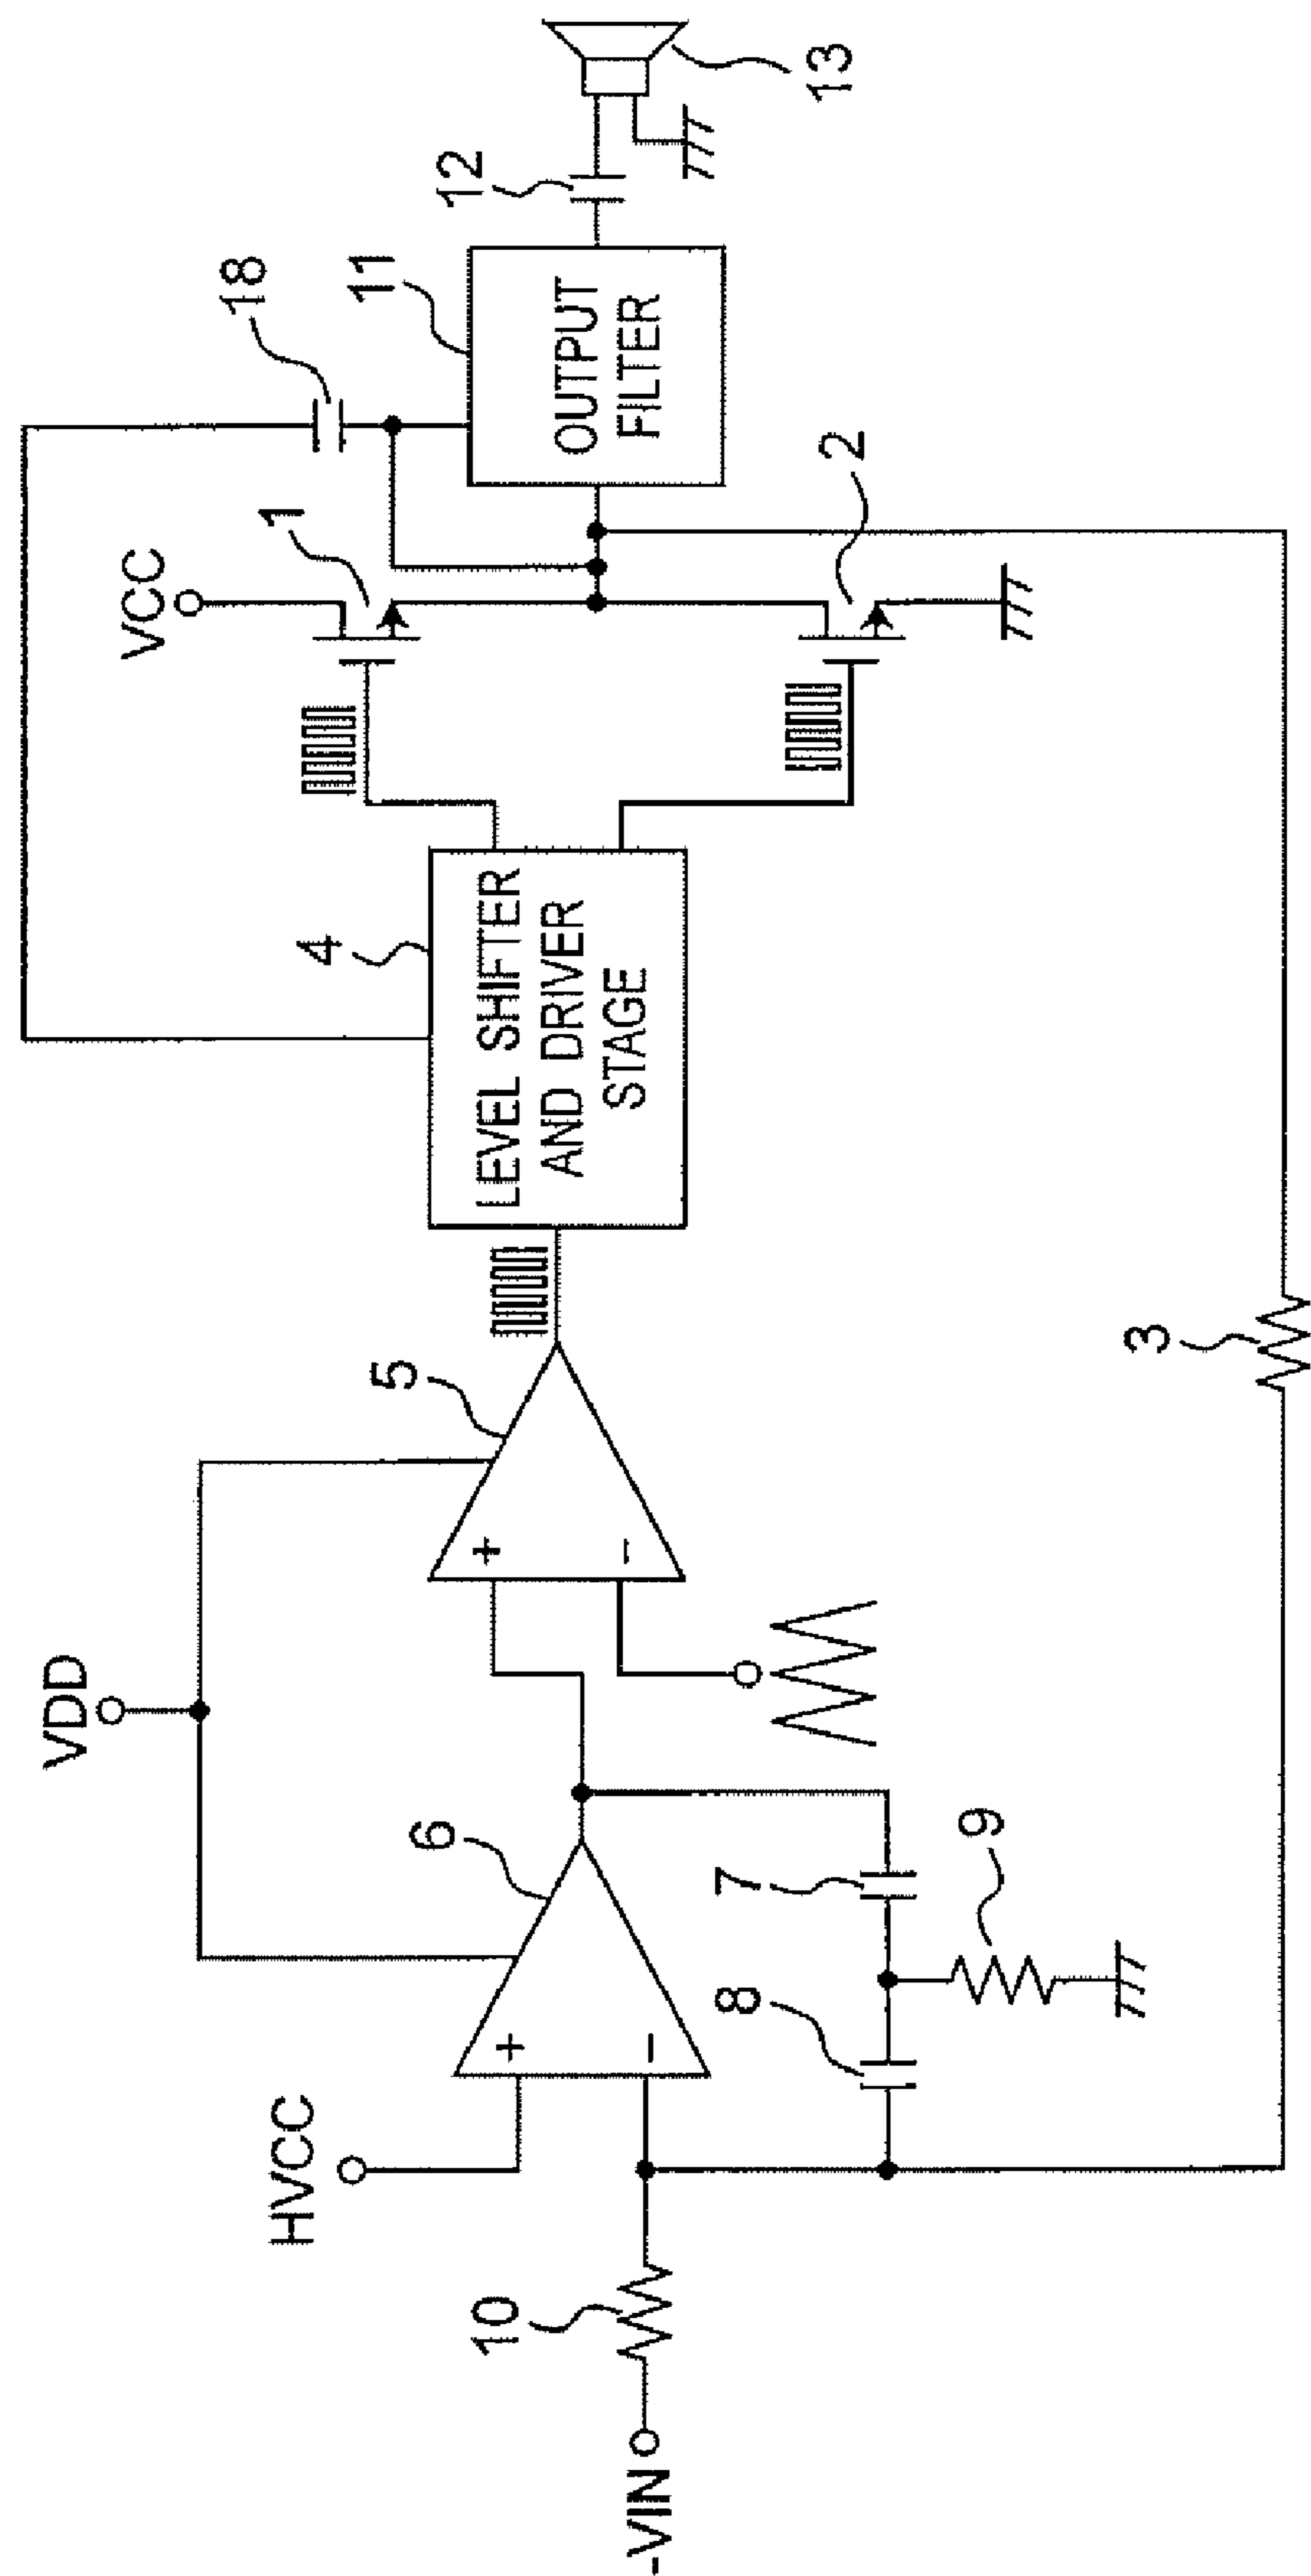 -VIN
10
HVCC
+
-
6
8
7
9
VDD
+
-
5
3
4
LEVEL SHIFTER
AND DRIVER
STAGE
VCC
1
2
18
11
OUTPUT
FILTER
12
13